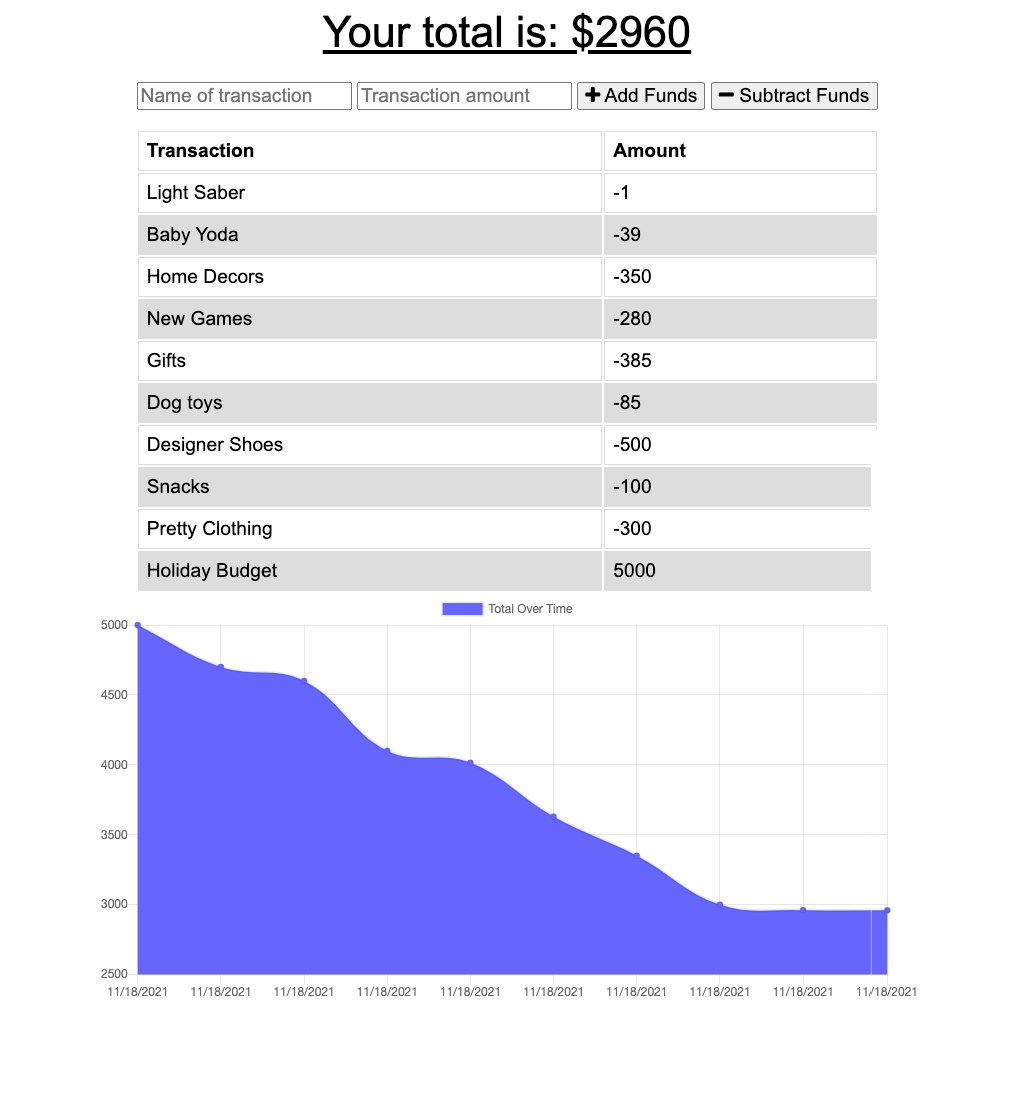 Your total is: $2960
Name of transaction Transaction amount + Add Funds − Subtract Funds
Transaction Amount
Light Saber -1
Baby Yoda -39
Home Decors -350
New Games -280
Gifts -385
Dog toys -85
Designer Shoes -500
Snacks -100
Pretty Clothing -300
Holiday Budget 5000
Total Over Time
5000
4500
4000
3500
3000
2500
11/18/2021 11/18/2021 11/18/2021 11/18/2021 11/18/2021 11/18/2021 11/18/2021 11/18/2021 11/18/2021 11/18/2021